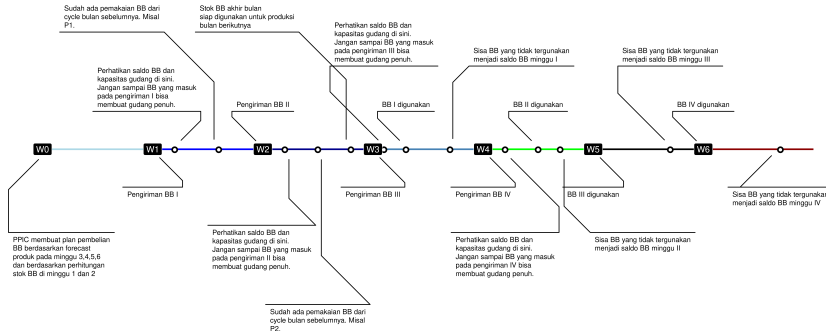 Sudah ada pemakaian BB dari
cycle bulan sebelumnya. Misal
P1.
Stok BB akhir bulan
siap digunakan untuk produksi
bulan berikutnya
Perhatikan saldo BB dan
kapasitas gudang di sini.
Jangan sampai BB yang masuk
pada pengiriman III bisa
membuat gudang penuh.
Sisa BB yang tidak tergunakan
menjadi saldo BB minggu I
Sisa BB yang tidak tergunakan
menjadi saldo BB minggu III
Perhatikan saldo BB dan
kapasitas gudang di sini.
Jangan sampai BB yang masuk
pada pengiriman I bisa
membuat gudang penuh.
Pengiriman BB II
BB I digunakan
BB II digunakan
BB IV digunakan
W0
W1
W2
W3
W4
W5
W6
Pengiriman BB I
Pengiriman BB III
Pengiriman BB IV
BB III digunakan
Sisa BB yang tidak tergunakan
menjadi saldo BB minggu IV
PPIC membuat plan pembelian
BB berdasarkan forecast
produk pada minggu 3,4,5,6
dan berdasarkan perhitungan
stok BB di minggu 1 dan 2
Perhatikan saldo BB dan
kapasitas gudang di sini.
Jangan sampai BB yang masuk
pada pengiriman II bisa
membuat gudang penuh.
Perhatikan saldo BB dan
kapasitas gudang di sini.
Jangan sampai BB yang masuk
pada pengiriman IV bisa
membuat gudang penuh.
Sisa BB yang tidak tergunakan
menjadi saldo BB minggu II
Sudah ada pemakaian BB dari
cycle bulan sebelumnya. Misal
P2.